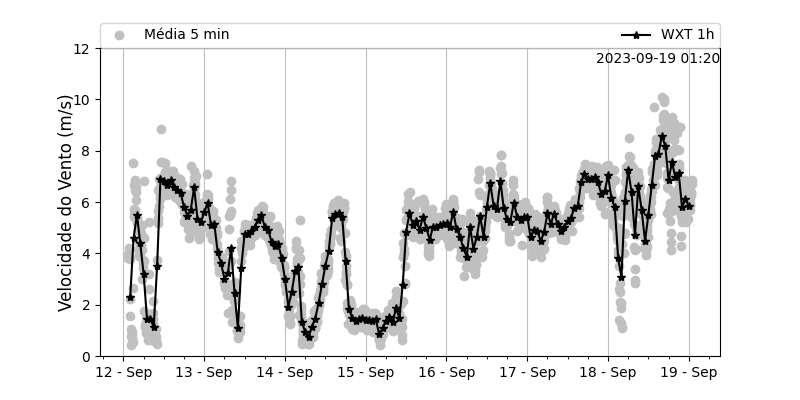 Média 5 min
WXT 1h
2023-09-19 01:20
Velocidade do Vento (m/s)
12
10
8
6
4
2
0
12 - Sep
13 - Sep
14 - Sep
15 - Sep
16 - Sep
17 - Sep
18 - Sep
19 - Sep